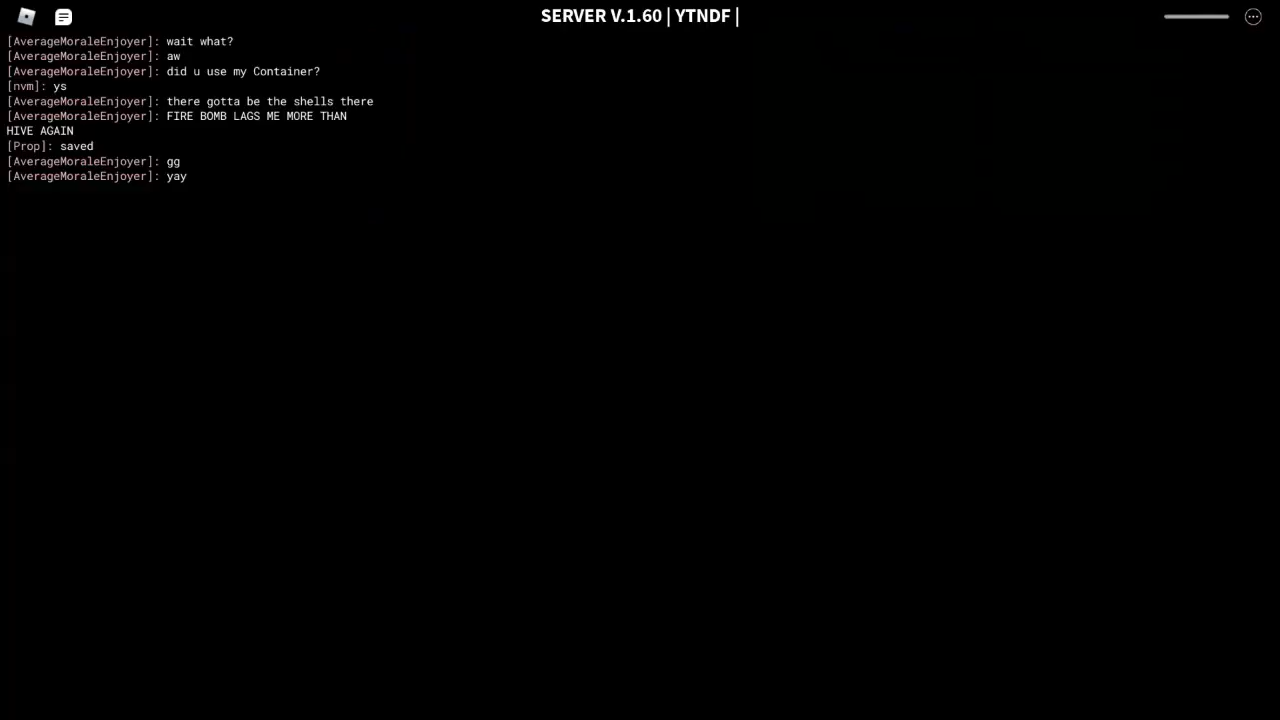 SERVER V.1.60 | YTNDF |
[AverageMoraleEnjoyer]: wait what?
[AverageMoraleEnjoyer]: aw
[AverageMoraleEnjoyer]: did u use my Container?
[nvm]: ys
[AverageMoraleEnjoyer]: there gotta be the shells there
[AverageMoraleEnjoyer]: FIRE BOMB LAGS ME MORE THAN
HIVE AGAIN
[Prop]: saved
[AverageMoraleEnjoyer]: gg
[AverageMoraleEnjoyer]: yay